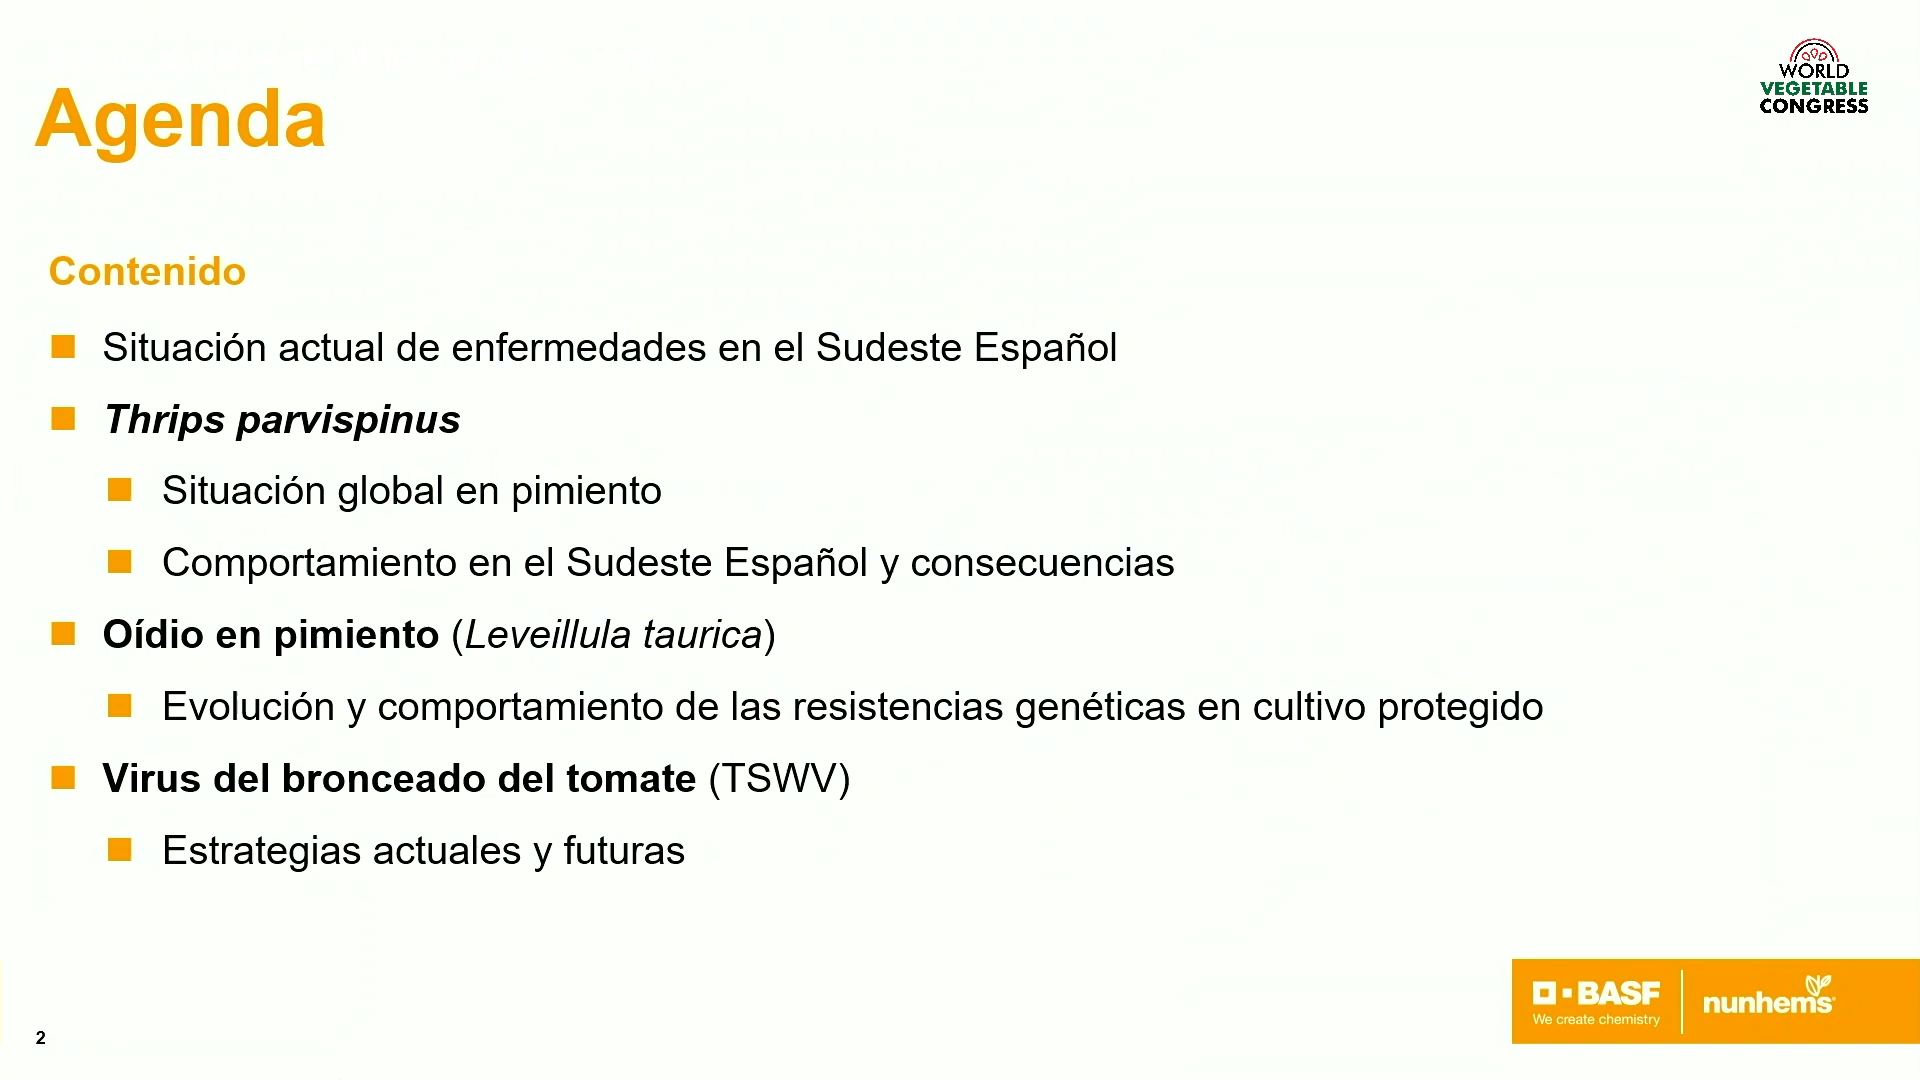 WORLD
VEGETABLE
CONGRESS
Agenda
Contenido
Situación actual de enfermedades en el Sudeste Español
Thrips parvispinus
Situación global en pimiento
Comportamiento en el Sudeste Español y consecuencias
Oídio en pimiento (Leveillula taurica)
Evolución y comportamiento de las resistencias genéticas en cultivo protegido
Virus del bronceado del tomate (TSWV)
Estrategias actuales y futuras
BASF
We create chemistry
nunhems
2